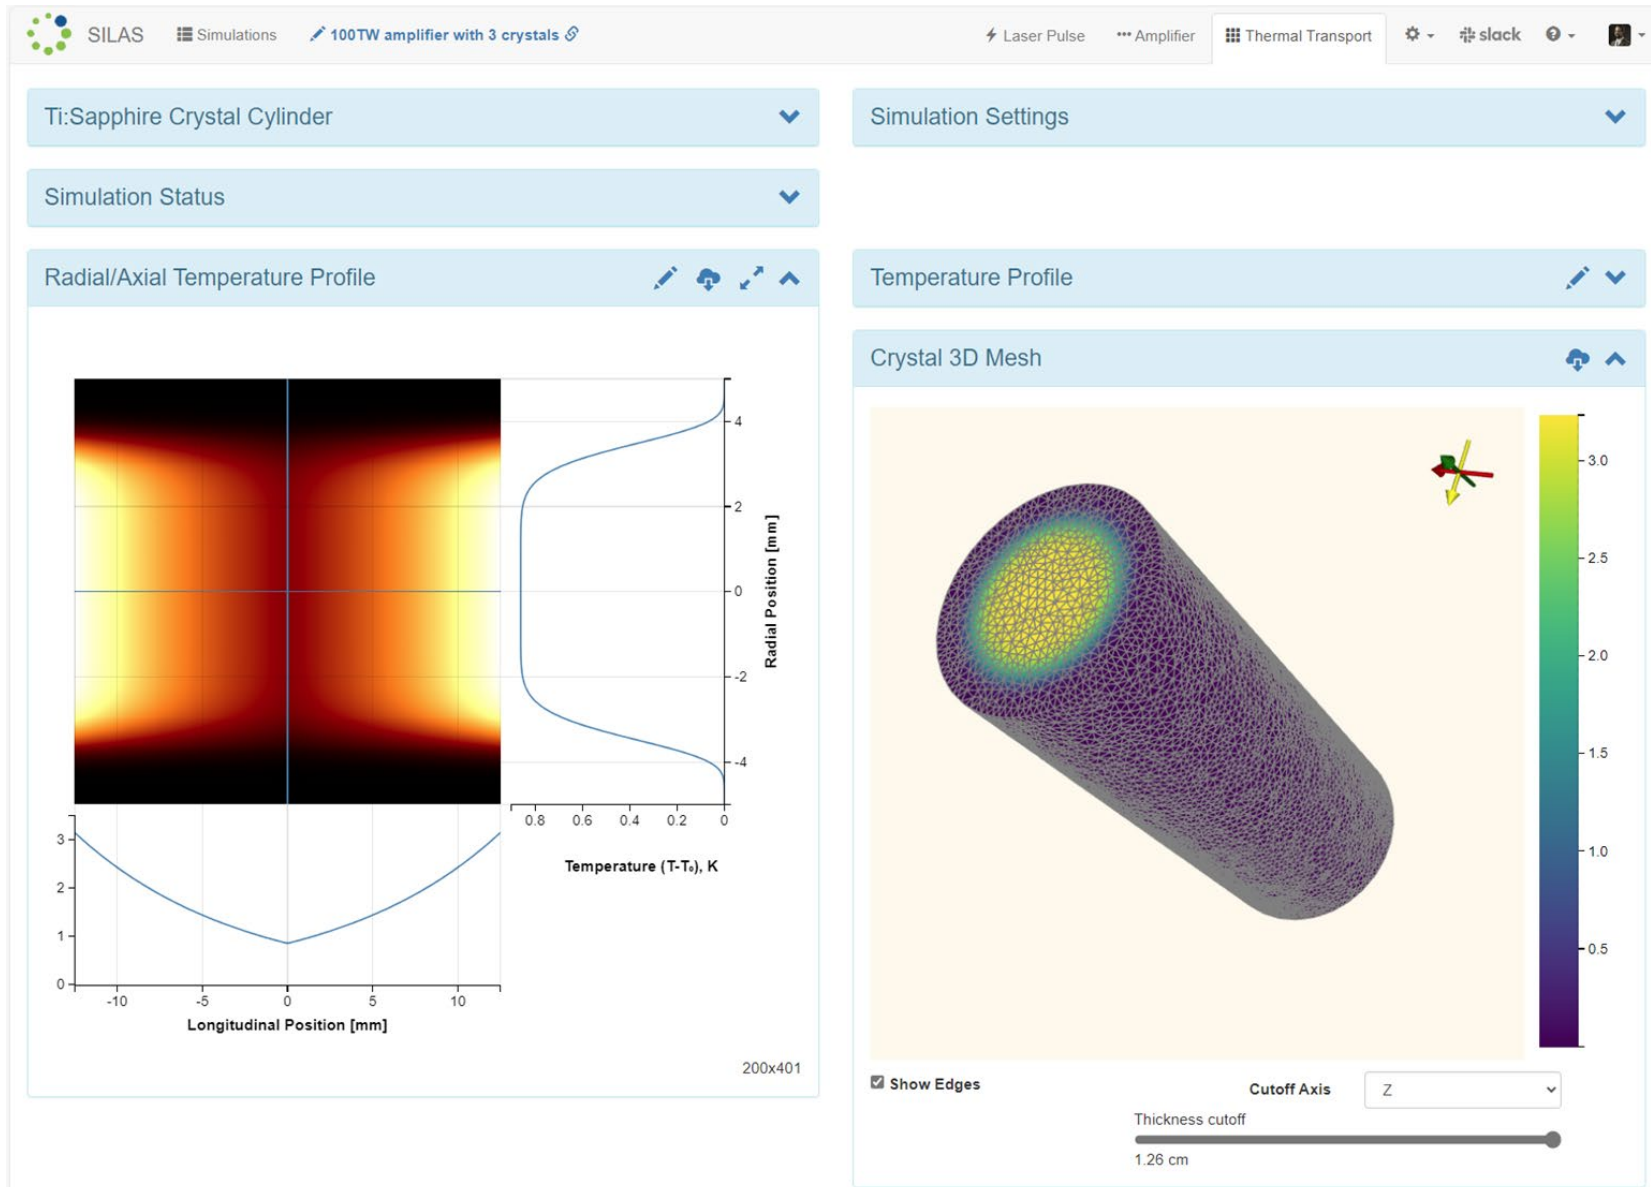 SILAS Simulations 100TW amplifier with 3 crystals Laser Pulse Amplifier Thermal Transport slack
Ti:Sapphire Crystal Cylinder
Simulation Settings
Simulation Status
Radial/Axial Temperature Profile
Temperature Profile
Crystal 3D Mesh
4
2
0
-2
-4
Radial Position [mm]
0.8 0.6 0.4 0.2 0
Temperature (T-T₀), K
3
2
1
0
-10 -5 0 5 10
Longitudinal Position [mm]
200x401
3.0
2.5
2.0
1.5
1.0
0.5
Show Edges
Cutoff Axis Z
Thickness cutoff
1.26 cm